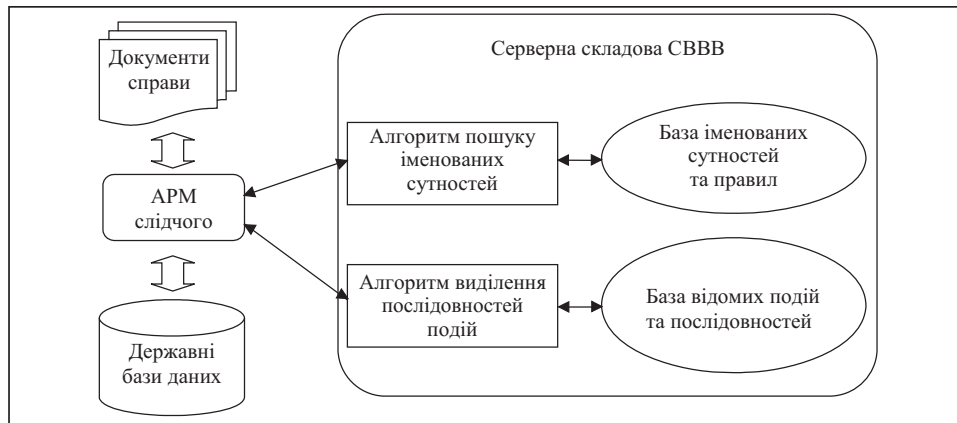 Документи
справи
АРМ
слідчого
Державні
бази даних
Серверна складова СВВВ
Алгоритм пошуку
іменованих
сутностей
База іменованих
сутностей
та правил
Алгоритм виділення
послідовностей
подій
База відомих подій
та послідовностей